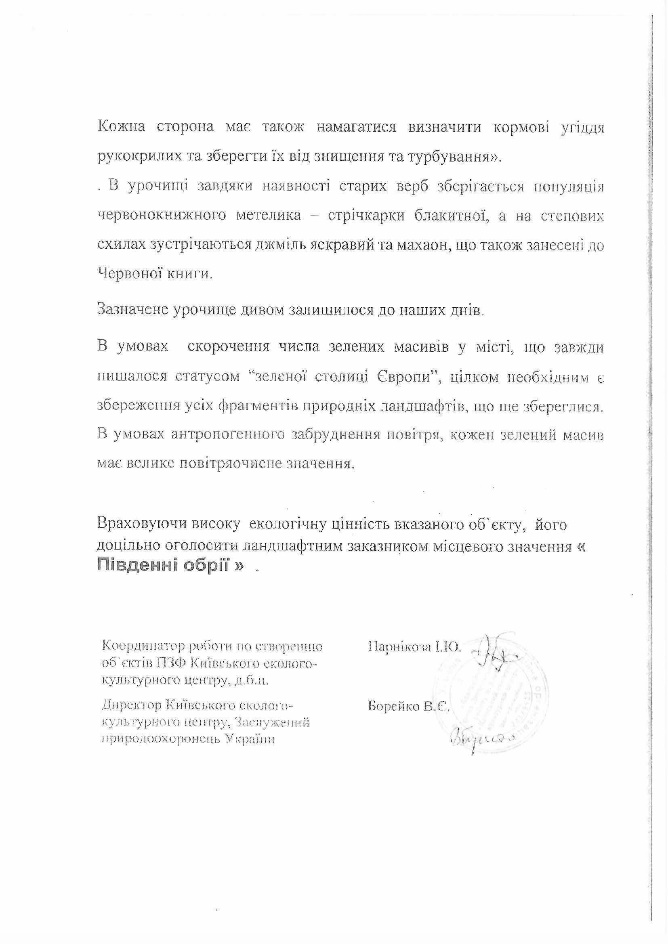 Кожна сторона має також намагатися визначити кормові угіддя
рукокрилих та зберегти їх від знищення та турбування».
. В урочищі завдяки наявності старих верб зберігається популяція
червонокнижного метелика – стрічкарки блакитної, а на степових
схилах зустрічаються джміль яскравий та махаон, що також занесені до
Червоної книги.
Зазначене урочище дивом залишилося до наших днів.
В умовах скорочення числа зелених масивів у місті, що завжди
пишалося статусом “зеленої столиці Європи”, цілком необхідним є
збереження усіх фрагментів природніх ландшафтів, що ще збереглися.
В умовах антропогенного забруднення повітря, кожен зелений масив
має велике повітряочисне значення.
Враховуючи високу екологічну цінність вказаного об`єкту, його
доцільно оголосити ландшафтним заказником місцевого значення «
Південні обрії » .
Координатор роботи по створенню
об`єктів ПЗФ Київського еколого-
культурного центру, д.б.н.
Парнікоза І.Ю.
Директор Київського еколого-
культурного центру, Заслужений
природоохоронець України
Борейко В.Є.